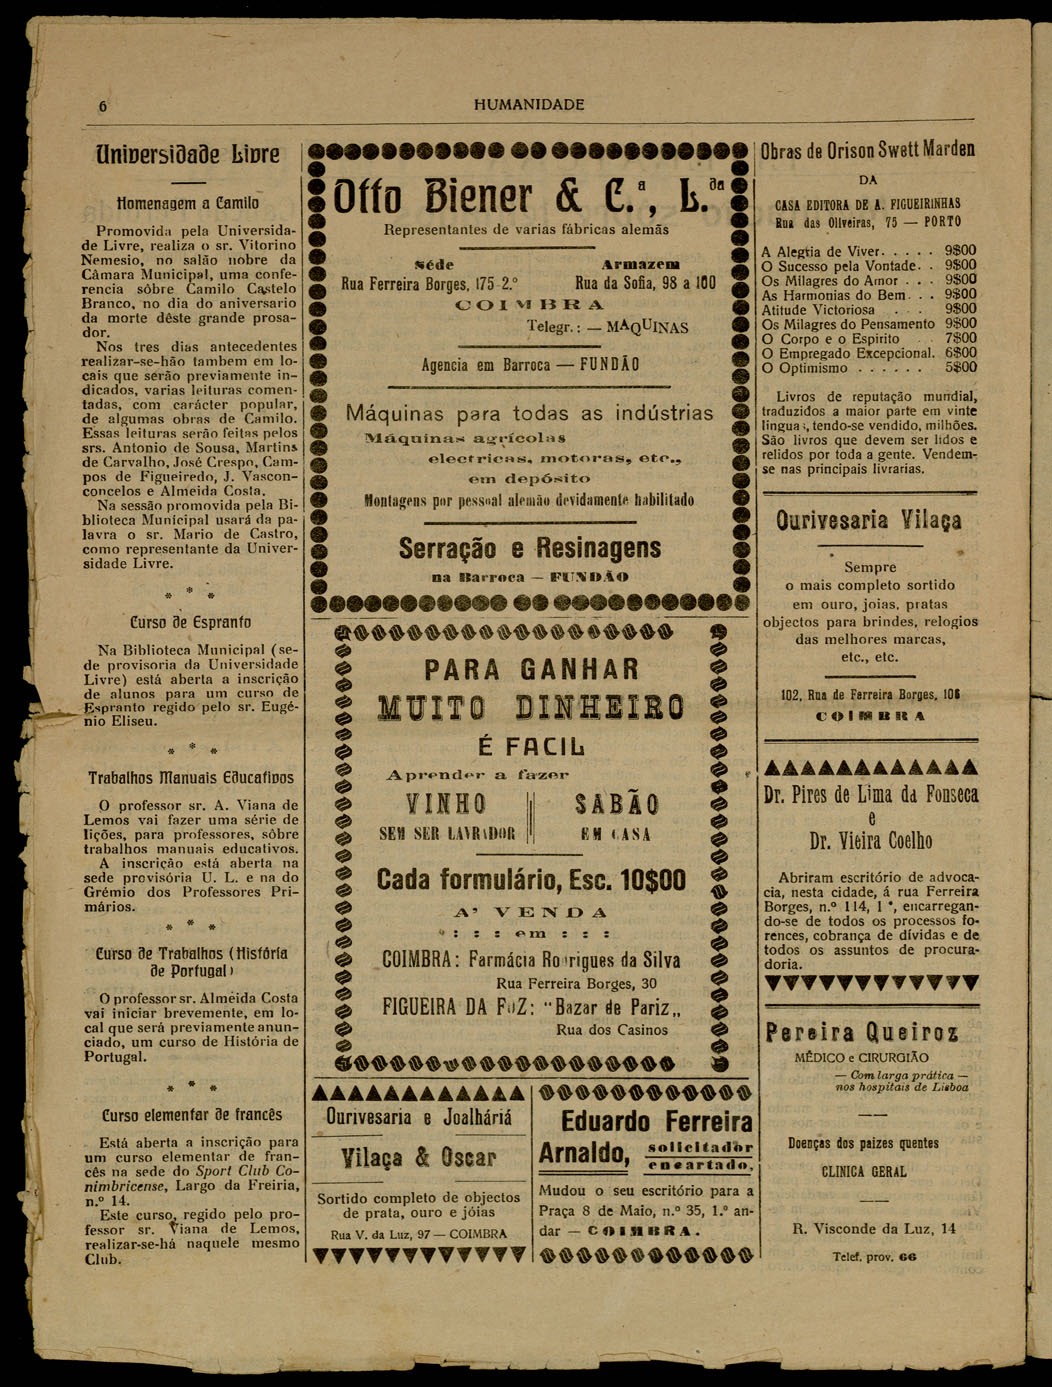 6
HUMANIDADE
Universidade Livre
Homenagem a Camilo
Promovida pela Universida-
de Livre, realiza o sr. Vitorino
Nemesio, no salão nobre da
Câmara Municipal, uma confe-
rencia sôbre Camilo Castelo
Branco, no dia do aniversario
da morte dêste grande prosa-
dor.
Nos tres dias antecedentes
realizar-se-hão tambem em lo-
cais que serão previamente in-
dicados, varias leituras comen-
tadas, com carácter popular,
de algumas obras de Camilo.
Essas leituras serão feitas pelos
srs. Antonio de Sousa, Martins
de Carvalho, José Crespo, Cam-
pos de Figueiredo, J. Vascon-
concelos e Almeida Costa.
Na sessão promovida pela Bi-
blioteca Municipal usará da pa-
lavra o sr. Mario de Castro,
como representante da Univer-
sidade Livre.
* * *
Curso de Espranto
Na Biblioteca Municipal (se-
de provisoria da Universidade
Livre) está aberta a inscrição
de alunos para um curso de
Espranto regido pelo sr. Eugé-
nio Eliseu.
* * *
Trabalhos Manuais Educativos
O professor sr. A. Viana de
Lemos vai fazer uma série de
lições, para professores, sôbre
trabalhos manuais educativos.
A inscrição está aberta na
sede provisória U. L. e na do
Grémio dos Professores Pri-
mários.
* * *
Curso de Trabalhos (História
de Portugal)
O professor sr. Almeida Costa
vai iniciar brevemente, em lo-
cal que será previamente anun-
ciado, um curso de História de
Portugal.
* * *
Curso elementar de francês
Está aberta a inscrição para
um curso elementar de fran-
cês na sede do Sport Club Co-
nimbricense, Largo da Freiria,
n.º 14.
Este curso, regido pelo pro-
fessor sr. Viana de Lemos,
realizar-se-há naquele mesmo
Club.
Otto Biener & C.ª, L.da
Representantes de varias fábricas alemãs
Séde
Rua Ferreira Borges, 175-2.º
Armazem
Rua da Sofia, 98 a 100
COIMBRA
Telegr.: — MAQUINAS
Agencia em Barroca — FUNDÃO
Máquinas para todas as indústrias
Máquinas agrícolas
electricas, motoras, etc.,
em depósito
Montagens por pessoal alemão devidamente habilitado
Serração e Resinagens
na Barroca — FUNDÃO
PARA GANHAR
MUITO DINHEIRO
É FACIL
Aprender a fazer
VINHO
SEM SER LAVRADOR
SABÃO
EM CASA
Cada formulário, Esc. 10$00
A' VENDA
: : : em : : :
COIMBRA: Farmácia Rodrigues da Silva
Rua Ferreira Borges, 30
FIGUEIRA DA FOZ: "Bazar de Pariz„
Rua dos Casinos
Ourivesaria e Joalháriá
Vilaça & Oscar
Sortido completo de objectos
de prata, ouro e jóias
Rua V. da Luz, 97 — COIMBRA
Eduardo Ferreira
Arnaldo, solicitador
encartado,
Mudou o seu escritório para a
Praça 8 de Maio, n.º 35, 1.º an-
dar — COIMBRA.
Obras de Orison Swett Marden
DA
CASA EDITORA DE A. FIGUEIRINHAS
Rua das Oliveiras, 75 — PORTO
A Alegria de Viver. . . . . 9$00
O Sucesso pela Vontade. . 9$00
Os Milagres do Amor . . . 9$00
As Harmonias do Bem. . . 9$00
Atitude Victoriosa . . . 9$00
Os Milagres do Pensamento 9$00
O Corpo e o Espirito . . 7$00
O Empregado Excepcional. 6$00
O Optimismo . . . . . . 5$00
Livros de reputação mundial,
traduzidos a maior parte em vinte
linguas, tendo-se vendido, milhões.
São livros que devem ser lidos e
relidos por toda a gente. Vendem-
se nas principais livrarias.
Ourivesaria Vilaça
Sempre
o mais completo sortido
em ouro, joias, pratas
objectos para brindes, relogios
das melhores marcas,
etc., etc.
102, Rua de Ferreira Borges, 106
COIMBRA
Dr. Pires de Lima da Fonseca
e
Dr. Vieira Coelho
Abriram escritório de advoca-
cia, nesta cidade, á rua Ferreira
Borges, n.º 114, 1.º, encarregan-
do-se de todos os processos fo-
rences, cobrança de dívidas e de
todos os assuntos de procura-
doria.
Pereira Queiroz
MÉDICO e CIRURGIÃO
— Com larga prática —
nos hospitais de Lisboa
Doenças dos paizes quentes
CLINICA GERAL
R. Visconde da Luz, 14
Telef. prov. 66